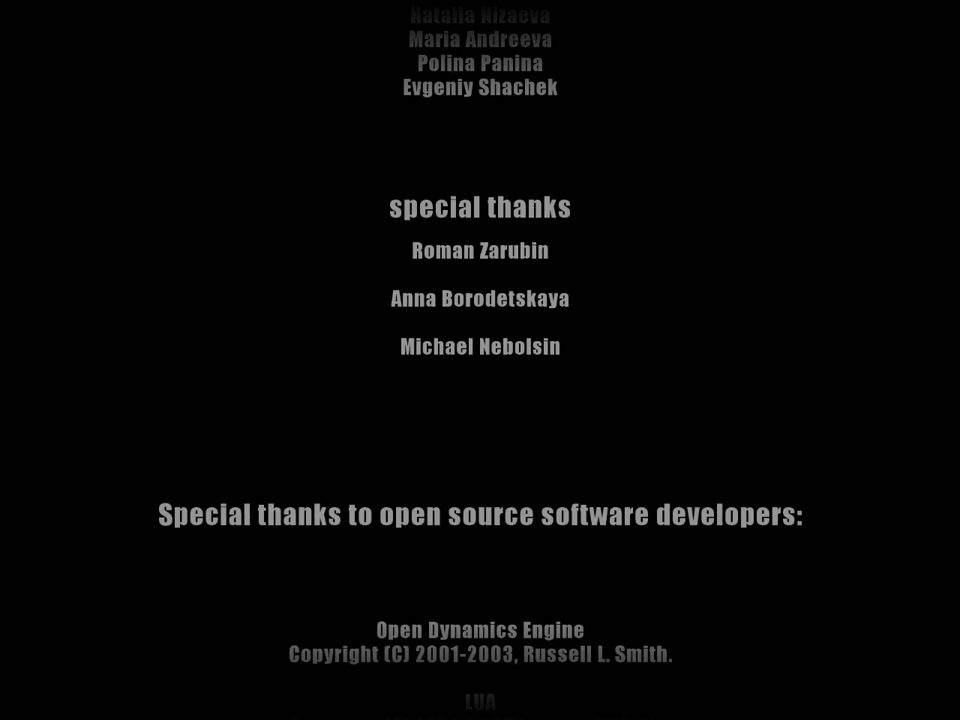 Natalia Nizaeva
Maria Andreeva
Polina Panina
Evgeniy Shachek
special thanks
Roman Zarubin
Anna Borodetskaya
Michael Nebolsin
Special thanks to open source software developers:
Open Dynamics Engine
Copyright (C) 2001-2003, Russell L. Smith.
LUA